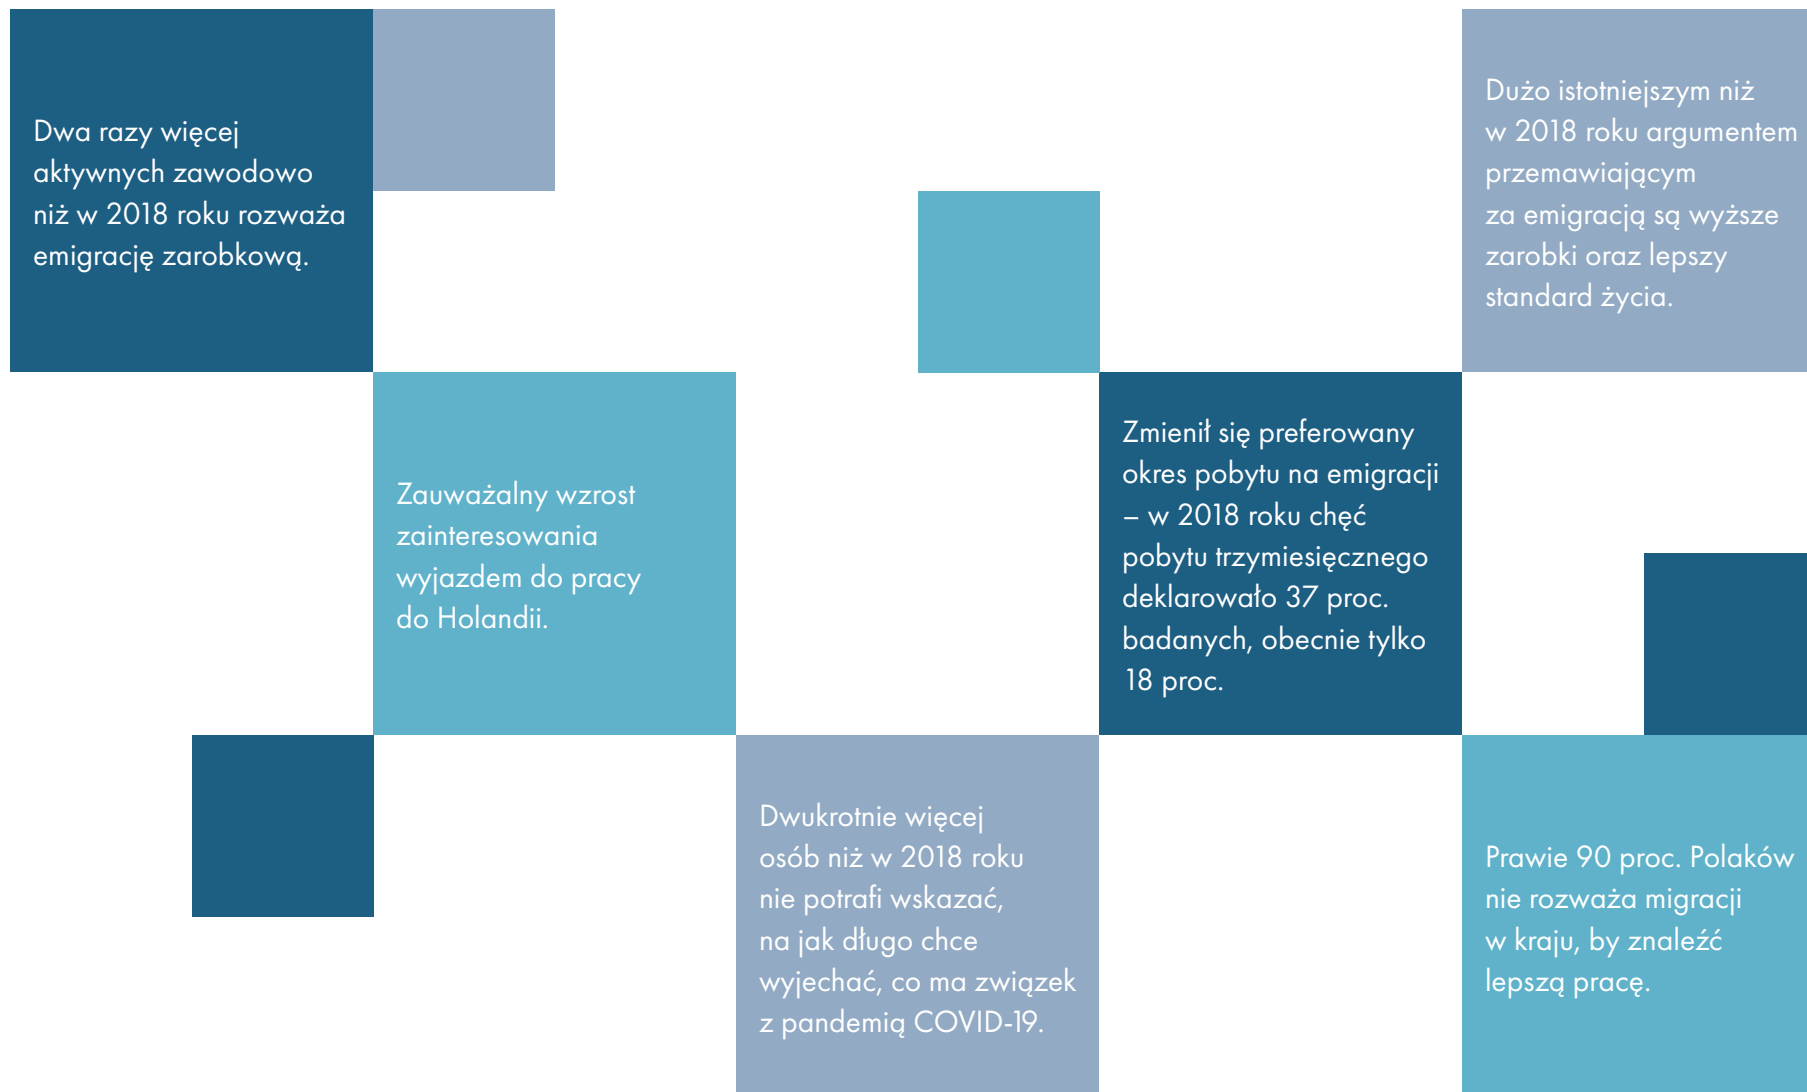 Dwa razy więcej
aktywnych zawodowo
niż w 2018 roku rozważa
emigrację zarobkową.
Zauważalny wzrost
zainteresowania
wyjazdem do pracy
do Holandii.
Dwukrotnie więcej
osób niż w 2018 roku
nie potrafi wskazać,
na jak długo chce
wyjechać, co ma związek
z pandemią COVID-19.
Zmienił się preferowany
okres pobytu na emigracji
– w 2018 roku chęć
pobytu trzymiesięcznego
deklarowało 37 proc.
badanych, obecnie tylko
18 proc.
Dużo istotniejszym niż
w 2018 roku argumentem
przemawiającym
za emigracją są wyższe
zarobki oraz lepszy
standard życia.
Prawie 90 proc. Polaków
nie rozważa migracji
w kraju, by znaleźć
lepszą pracę.